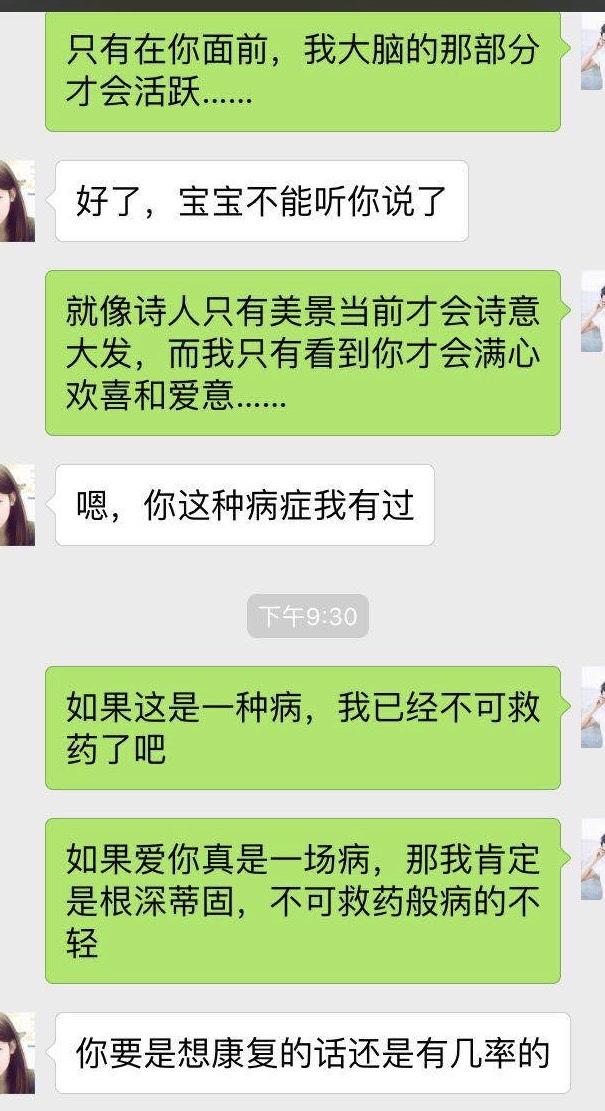 只有在你面前，我大脑的那部分
才会活跃……
好了，宝宝不能听你说了
就像诗人只有美景当前才会诗意
大发，而我只有看到你才会满心
欢喜和爱意……
嗯，你这种病症我有过
下午9:30
如果这是一种病，我已经不可救
药了吧
如果爱你真是一场病，那我肯定
是根深蒂固，不可救药般病的不
轻
你要是想康复的话还是有几率的